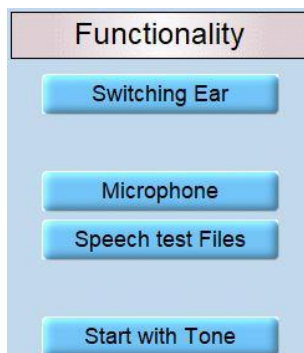 Functionality
Switching Ear
Microphone
Speech test Files
Start with Tone